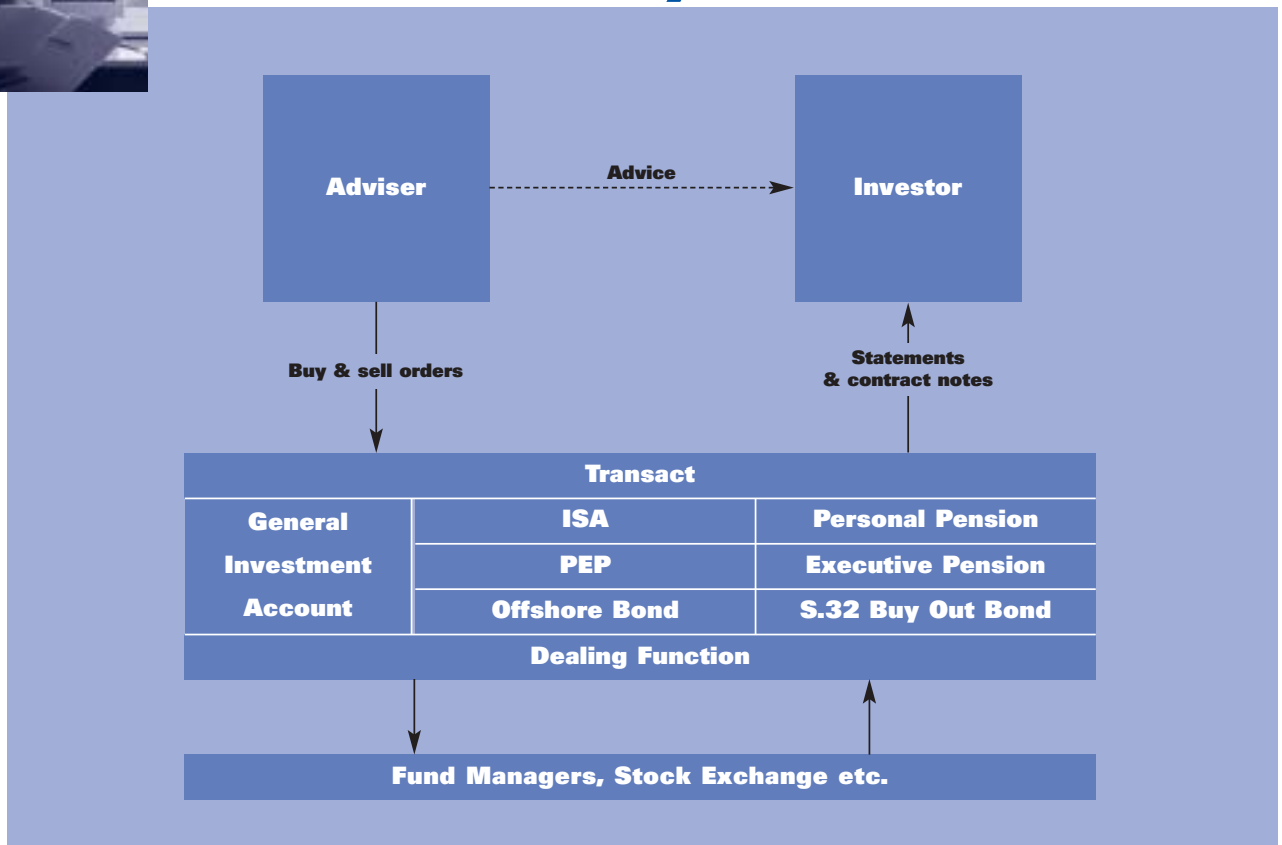 Adviser
Advice
Investor
Buy & sell orders
Statements
& contract notes
Transact
General
Investment
Account
ISA
Personal Pension
PEP
Executive Pension
Offshore Bond
S.32 Buy Out Bond
Dealing Function
Fund Managers, Stock Exchange etc.